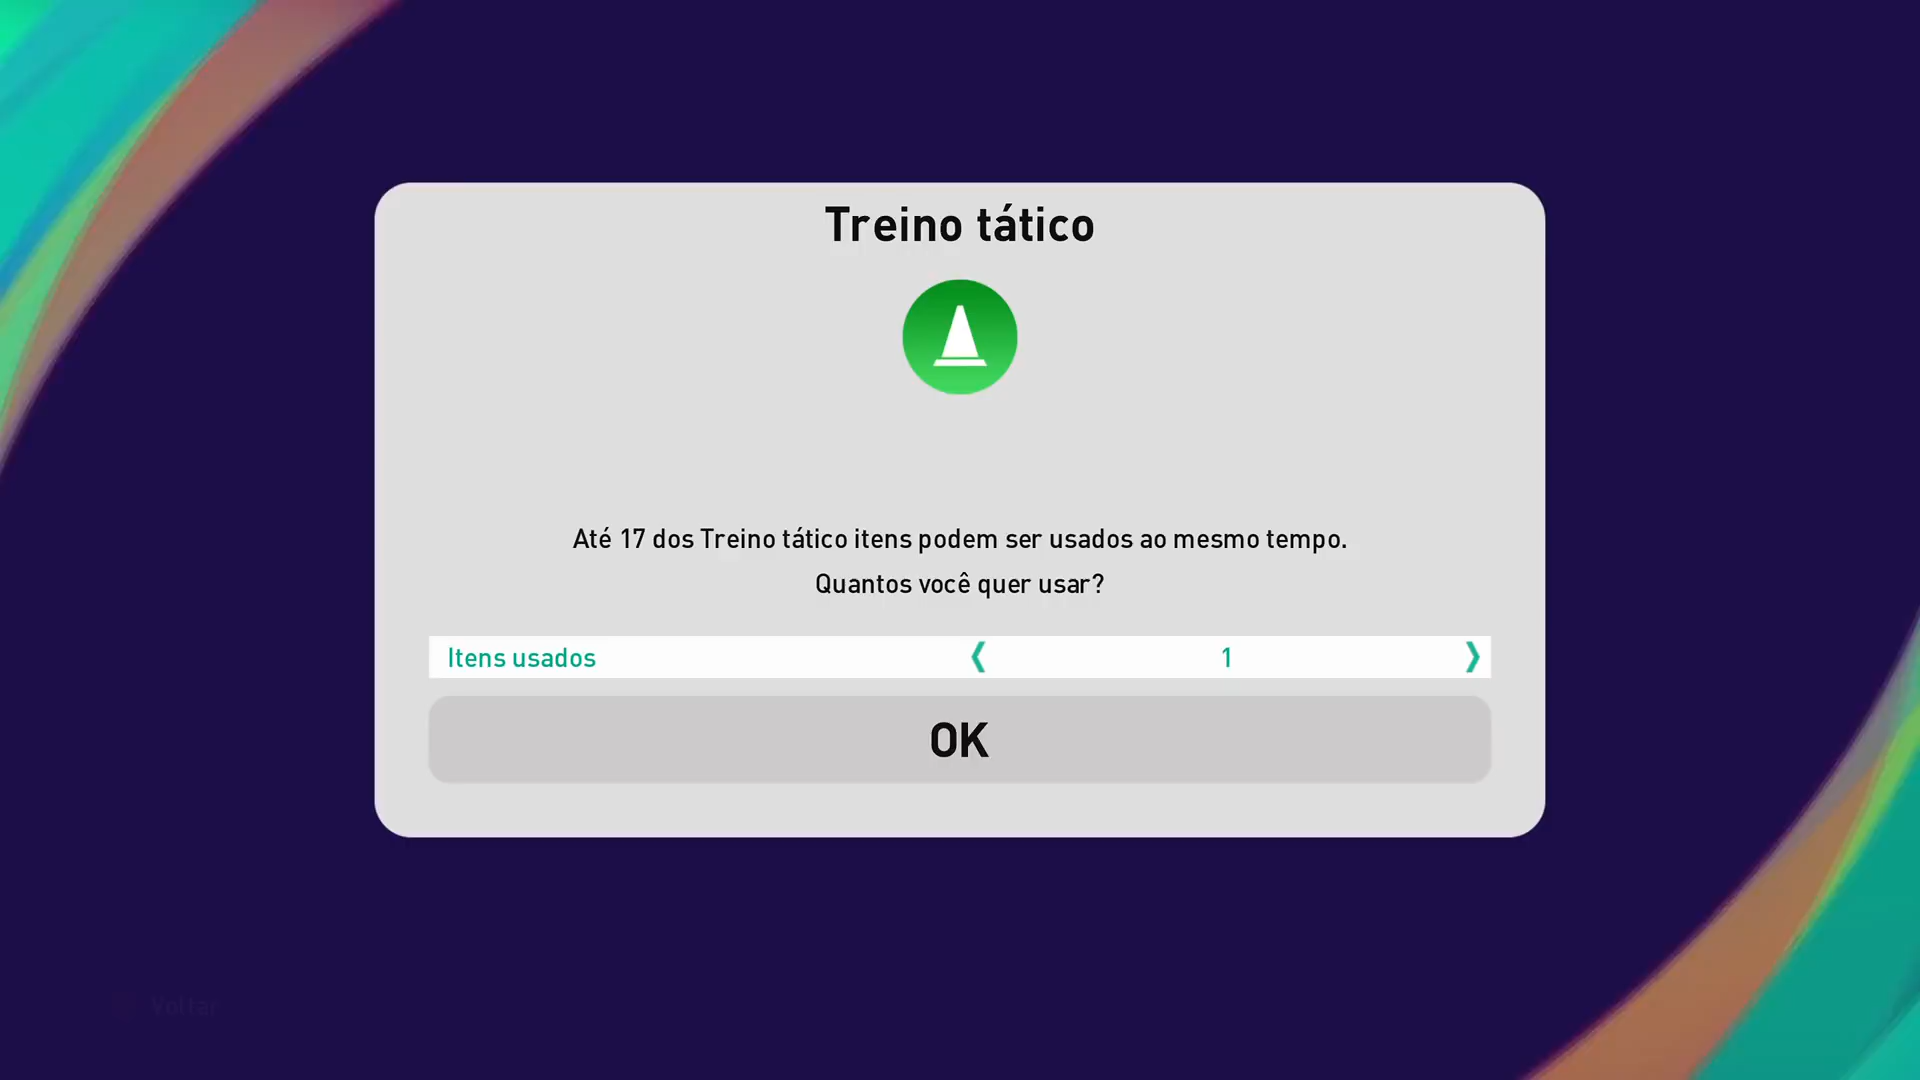 Treino tático
Até 17 dos Treino tático itens podem ser usados ao mesmo tempo.
Quantos você quer usar?
Itens usados 1
OK
Voltar